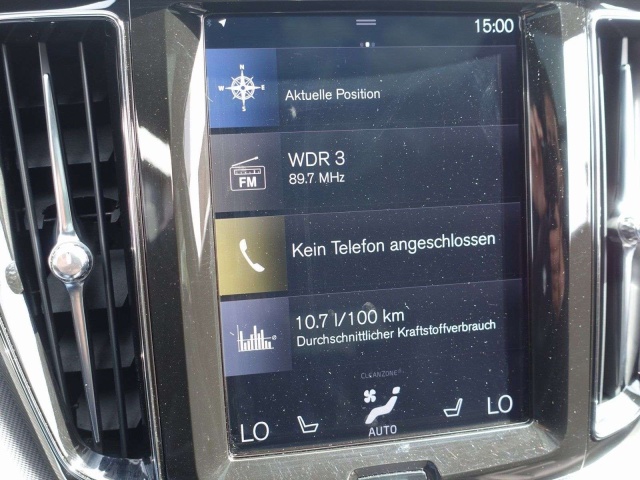 15:00
N
W E
S
Aktuelle Position
WDR 3
FM
89.7 MHz
Kein Telefon angeschlossen
10.7 l/100 km
Durchschnittlicher Kraftstoffverbrauch
CLEANZONE
LO AUTO LO